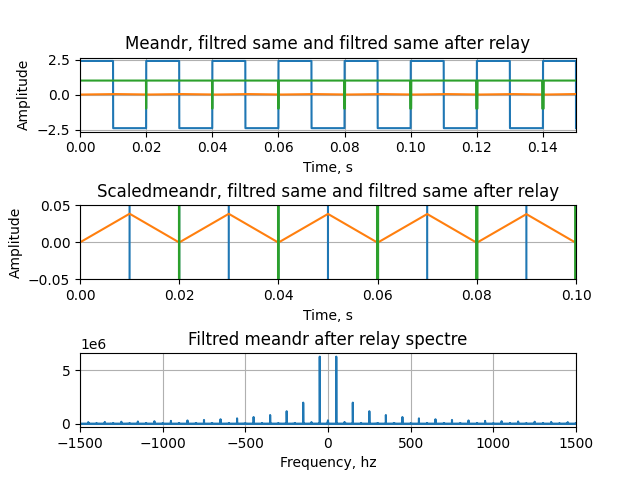 Meandr, filtred same and filtred same after relay
Amplitude
2.5
0.0
−2.5
0.00 0.02 0.04 0.06 0.08 0.10 0.12 0.14
Time, s
Scaledmeandr, filtred same and filtred same after relay
Amplitude
0.05
0.00
−0.05
0.00 0.02 0.04 0.06 0.08 0.10
Time, s
Filtred meandr after relay spectre
1e6
5
0
−1500 −1000 −500 0 500 1000 1500
Frequency, hz